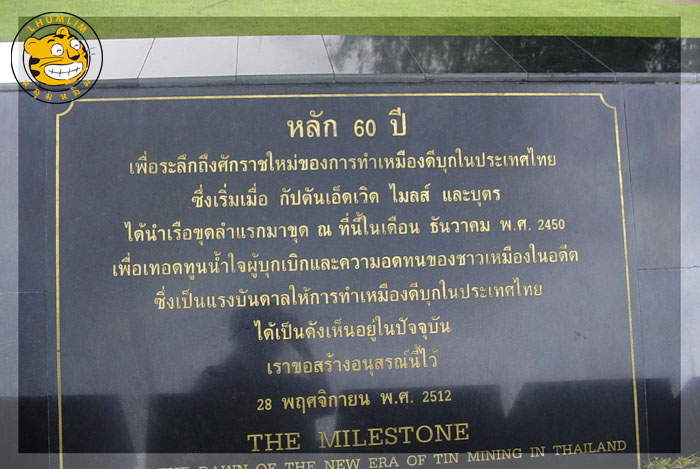 LHUMLIM
หลุมหลิม
หลัก 60 ปี
เพื่อระลึกถึงศักราชใหม่ของการทำเหมืองดีบุกในประเทศไทย
ซึ่งเริ่มเมื่อ กัปตันเอ็ดเวิด ไมลส์ และบุตร
ได้นำเรือขุดลำแรกมาขุด ณ ที่นี้ในเดือน ธันวาคม พ.ศ. 2450
เพื่อเทอดทูนน้ำใจผู้บุกเบิกและความอดทนของชาวเหมืองในอดีต
ซึ่งเป็นแรงบันดาลให้การทำเหมืองดีบุกในประเทศไทย
ได้เป็นดังเห็นอยู่ในปัจจุบัน
เราขอสร้างอนุสรณ์นี้ไว้
28 พฤศจิกายน พ.ศ. 2512
THE MILESTONE
THE DAWN OF THE NEW ERA OF TIN MINING IN THAILAND